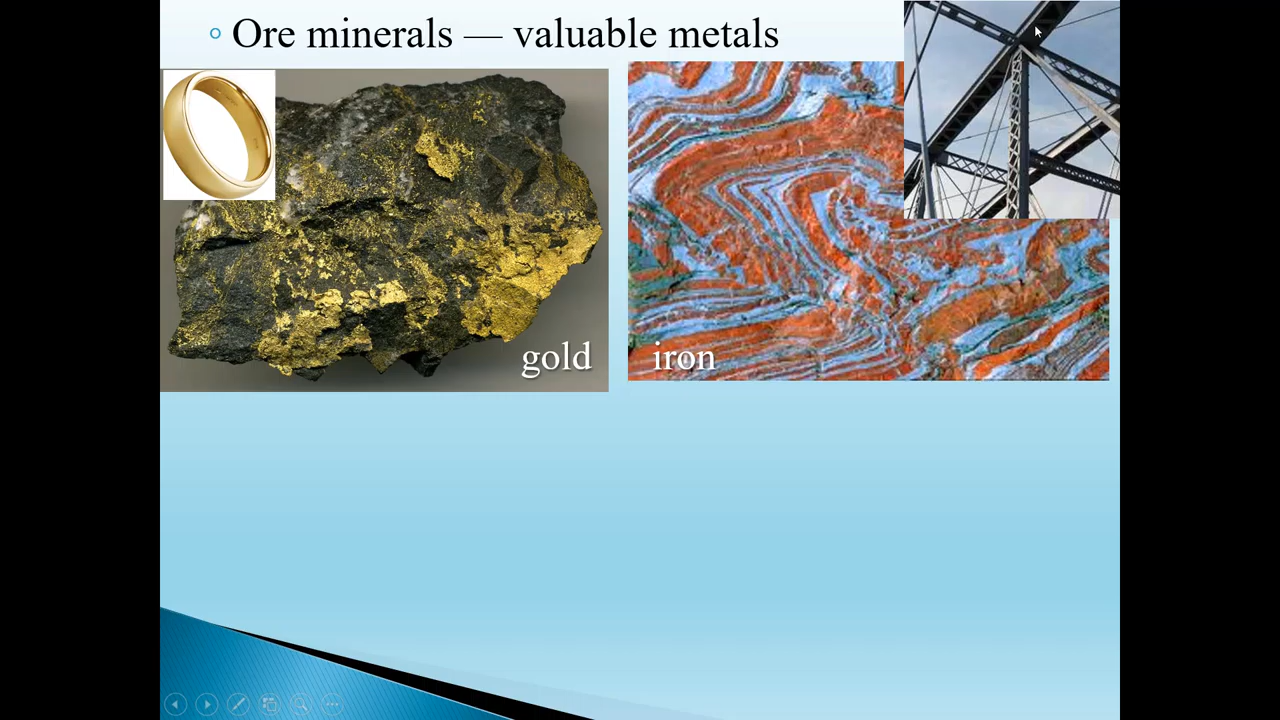 Ore minerals — valuable metals
gold
iron